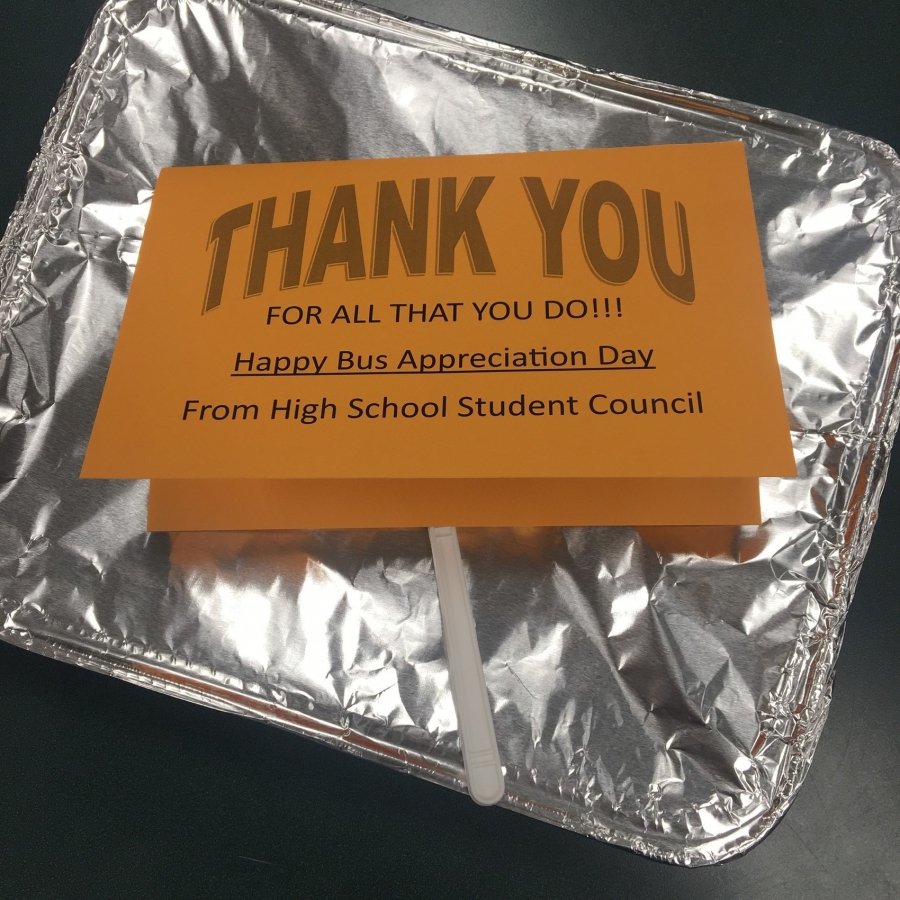 THANK YOU
FOR ALL THAT YOU DO!!!
Happy Bus Appreciation Day
From High School Student Council